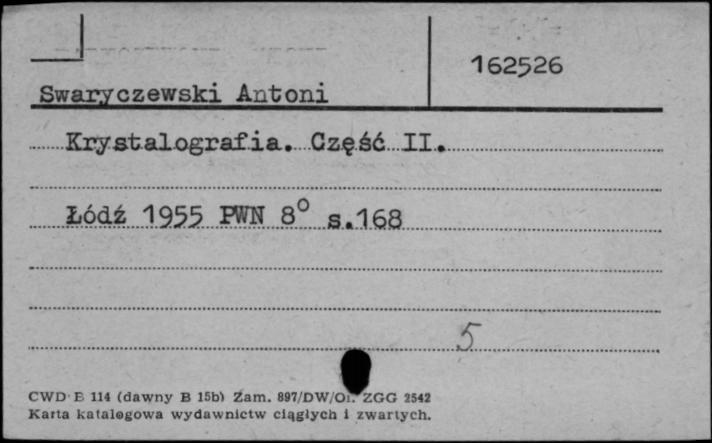 162526
Swaryczewski Antoni
Krystalografia. Część II.
Łódź 1955 PWN 8° s.168
5
CWD B 114 (dawny B 15b) Zam. 897/DW/Ol. ZGG 2542
Karta katalogowa wydawnictw ciągłych i zwartych.